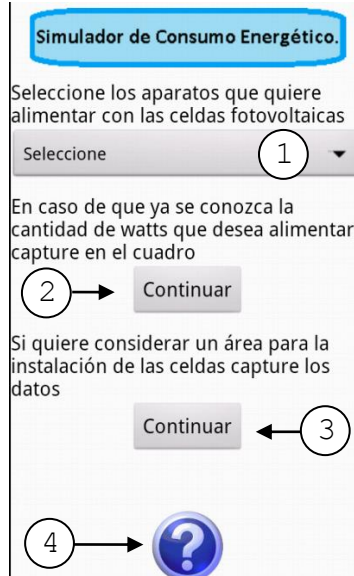 Simulador de Consumo Energético.
Seleccione los aparatos que quiere
alimentar con las celdas fotovoltaicas
Seleccione 1
En caso de que ya se conozca la
cantidad de watts que desea alimentar
capture en el cuadro
2 Continuar
Si quiere considerar un área para la
instalación de las celdas capture los
datos
Continuar 3
4 ?